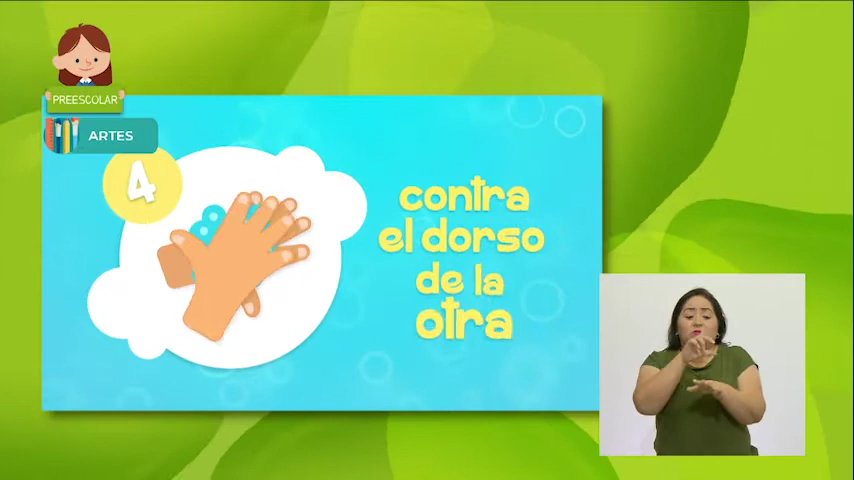 PREESCOLAR
ARTES
4
contra
el dorso
de la
otra